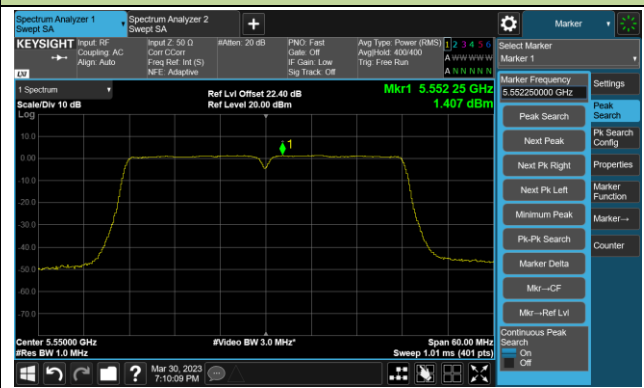 Spectrum Analyzer 1
Swept SA
Spectrum Analyzer 2
Swept SA
+
Marker
KEYSIGHT
LXI
Input: RF
Coupling: AC
Align: Auto
Input Z: 50 Ω
Corr CCorr
Freq Ref: Int (S)
NFE: Adaptive
#Atten: 20 dB
PNO: Fast
Gate: Off
IF Gain: Low
Sig Track: Off
Avg Type: Power (RMS)
Avg|Hold: 400/400
Trig: Free Run
1 2 3 4 5 6
A W W W W W
A N N N N N
Select Marker
Marker 1
1 Spectrum
Scale/Div 10 dB
Log
Ref Lvl Offset 22.40 dB
Ref Level 20.00 dBm
Mkr1 5.552 25 GHz
1.407 dBm
10.0
0.00
-10.0
-20.0
-30.0
-40.0
-50.0
-60.0
-70.0
1
Center 5.55000 GHz
#Res BW 1.0 MHz
#Video BW 3.0 MHz*
Span 60.00 MHz
Sweep 1.01 ms (401 pts)
Marker Frequency
5.552250000 GHz
Peak Search
Next Peak
Next Pk Right
Next Pk Left
Minimum Peak
Pk-Pk Search
Marker Delta
Mkr→CF
Mkr→Ref Lvl
Continuous Peak
Search
On
Off
Settings
Peak
Search
Pk Search
Config
Properties
Marker
Function
Marker→
Counter
?
Mar 30, 2023
7:10:09 PM